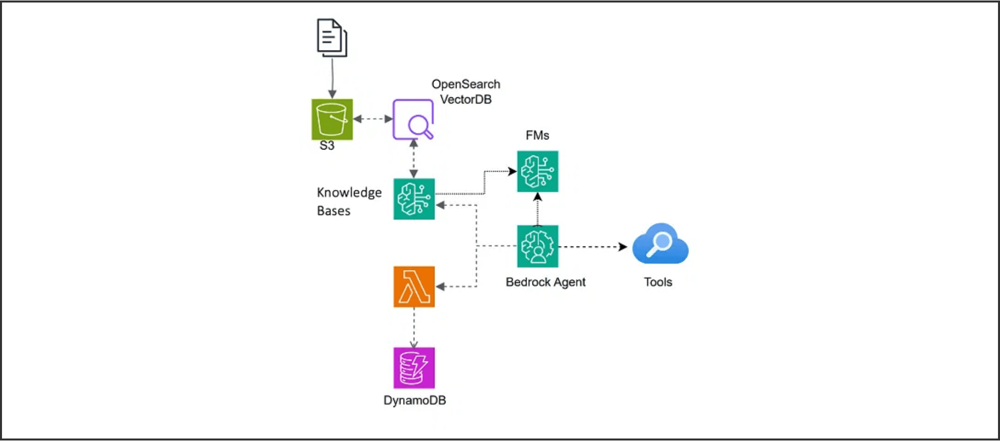 OpenSearch
VectorDB
S3
FMs
Knowledge
Bases
Bedrock Agent
Tools
DynamoDB